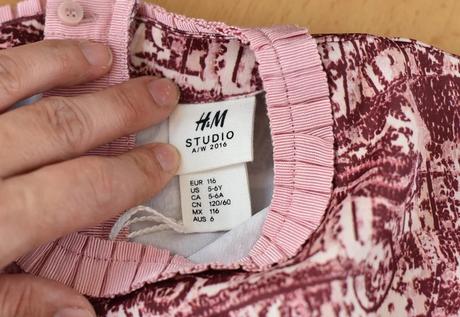 H&M
STUDIO
A/W 2016
EUR 116
US 5-6Y
CA 5-6A
CN 120/60
MX 116
AUS 6